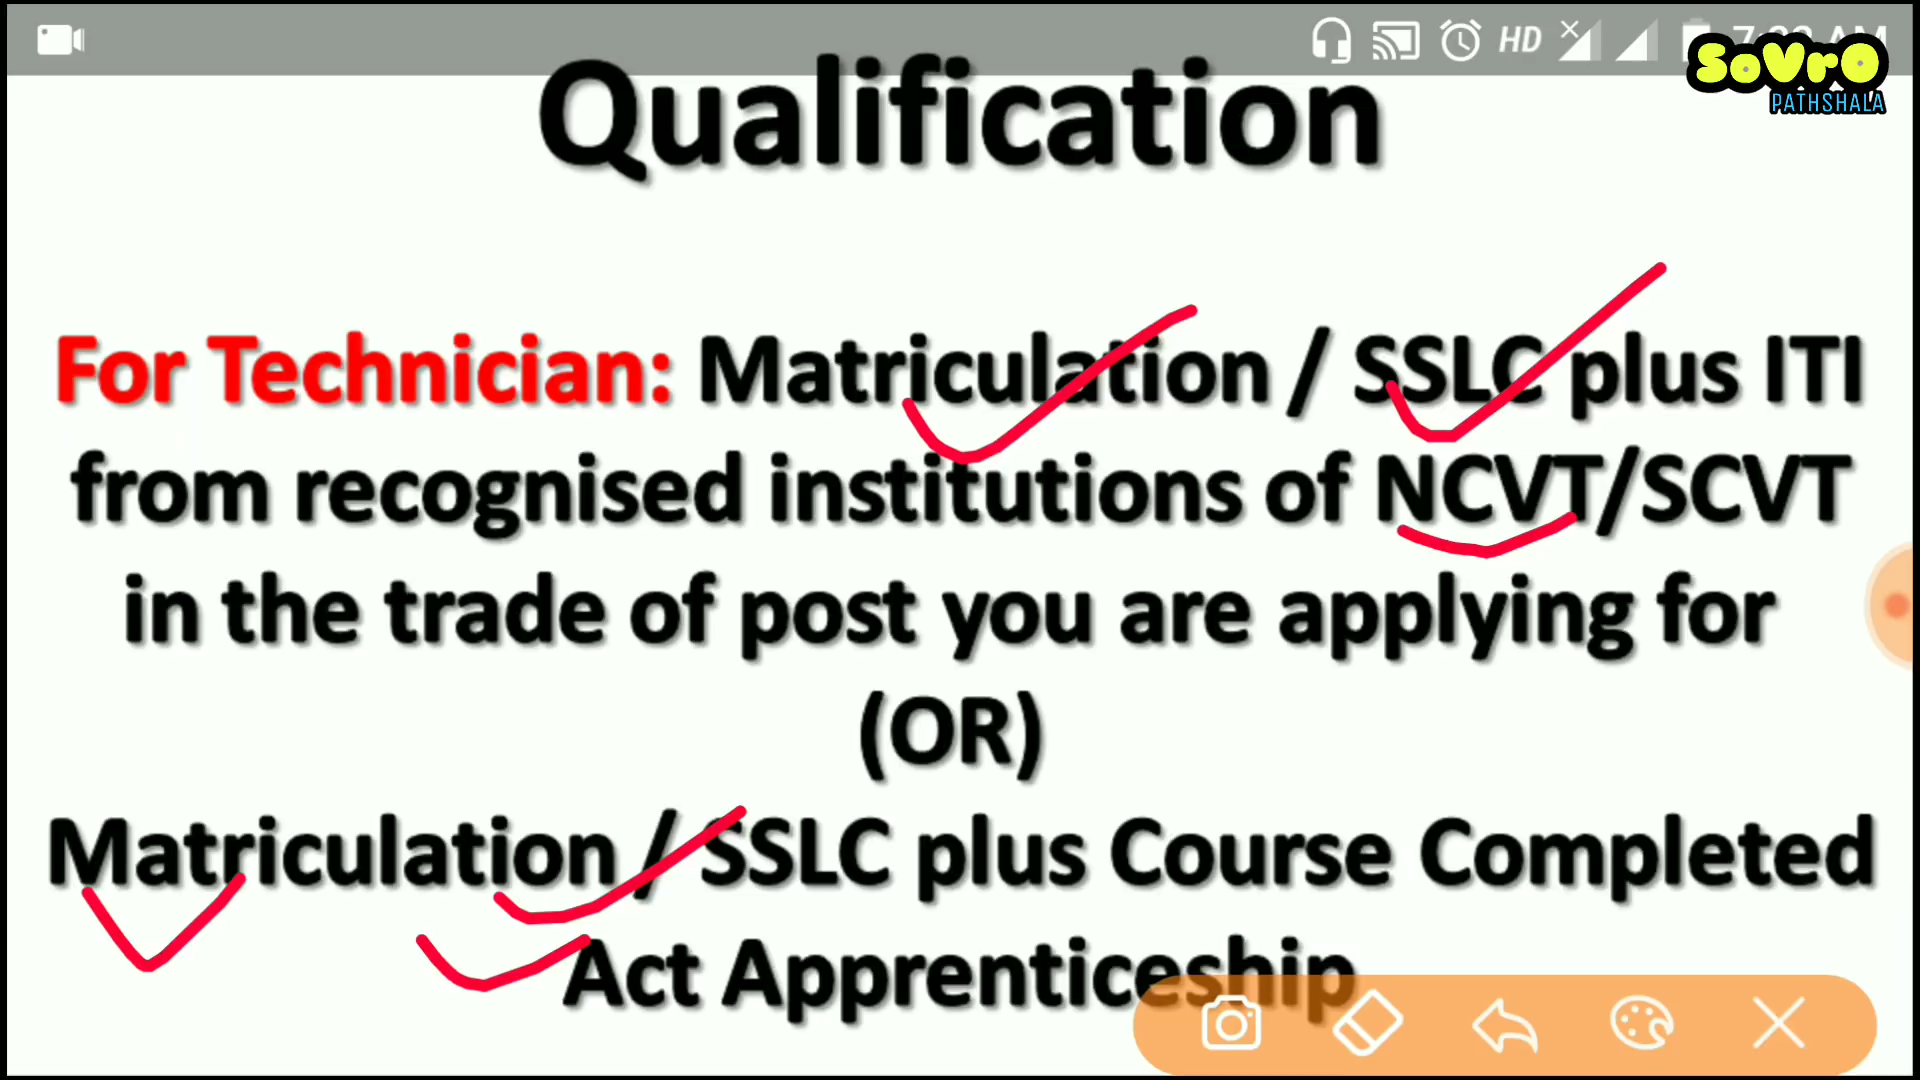 HD
SoVrO
PATHSHALA
Qualification
For Technician: Matriculation / SSLC plus ITI
from recognised institutions of NCVT/SCVT
in the trade of post you are applying for
(OR)
Matriculation / SSLC plus Course Completed
Act Apprenticeship